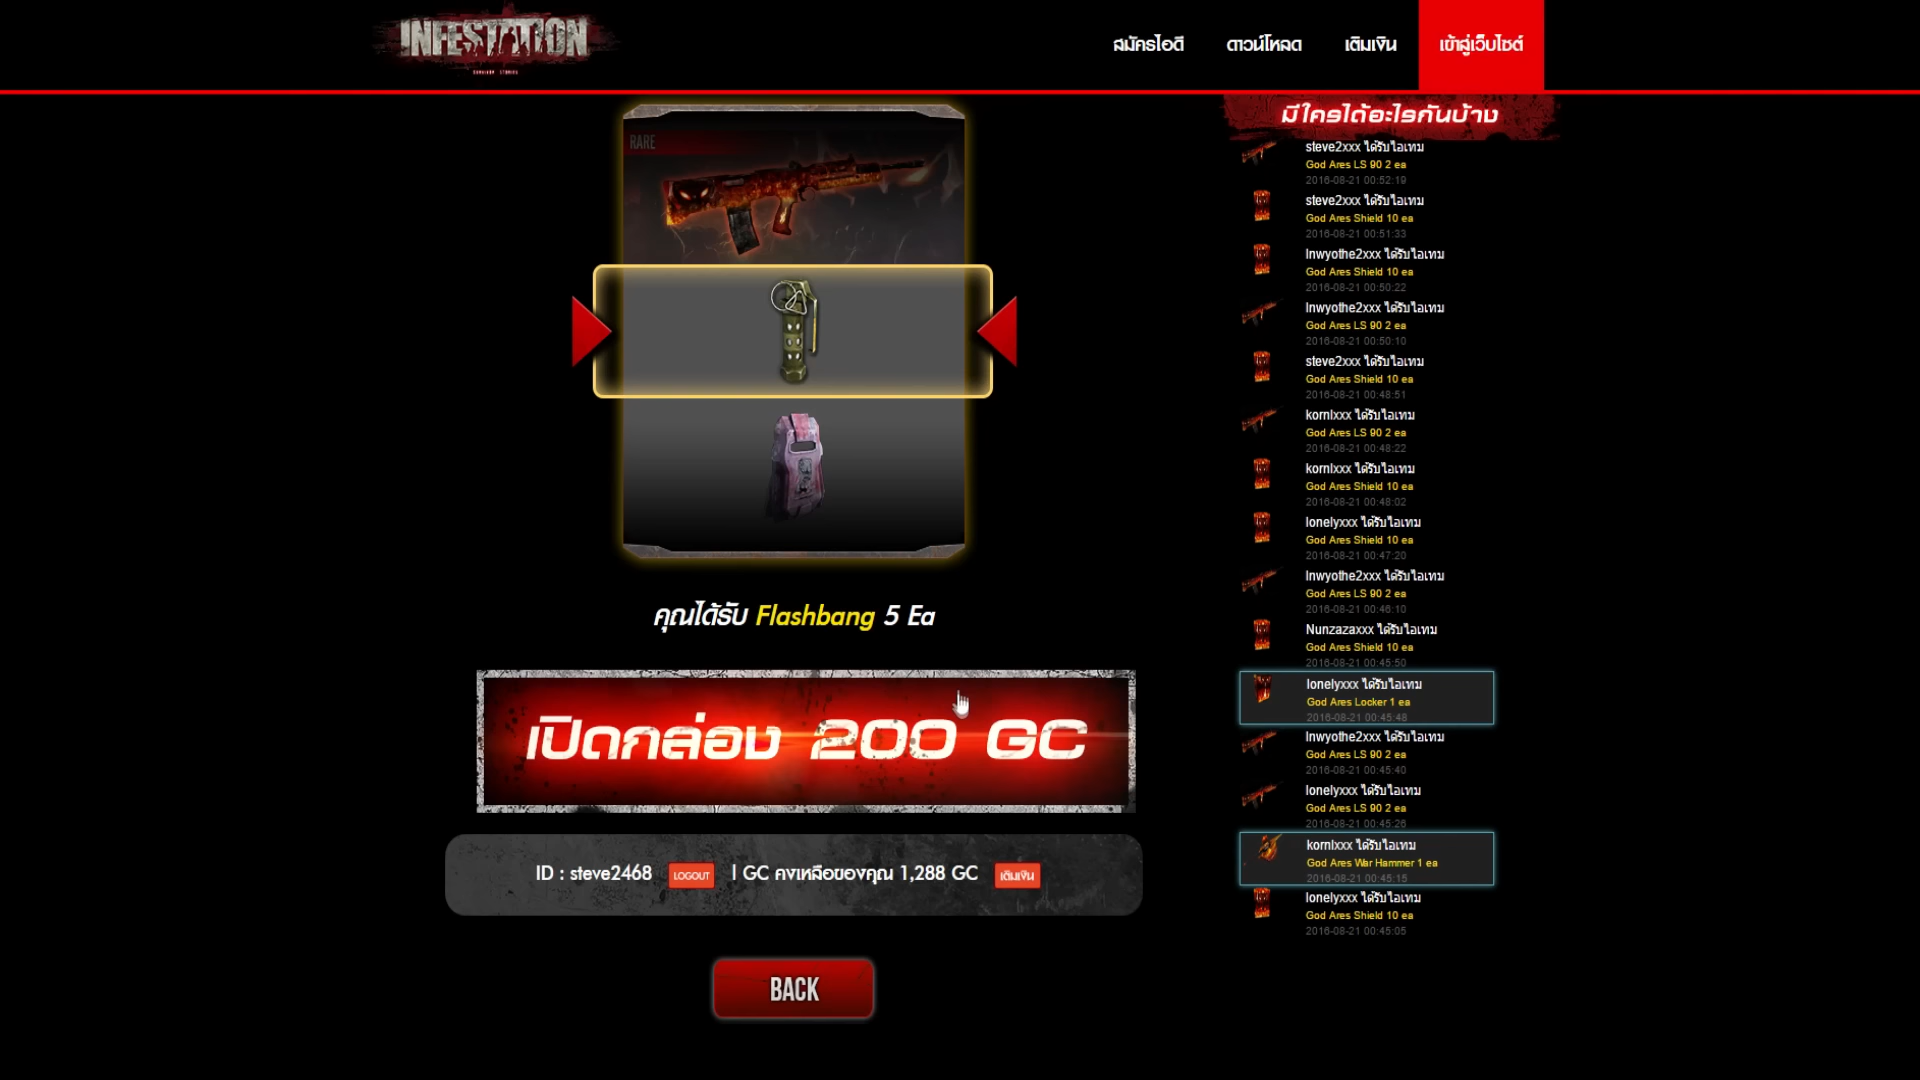 INFESTATION
SURVIVOR STORIES
สมัครไอดี
ดาวน์โหลด
เติมเงิน
เข้าสู่เว็บไซต์
RARE
คุณได้รับ Flashbang 5 Ea
เปิดกล่อง 200 GC
ID : steve2468 LOGOUT | GC คงเหลือของคุณ 1,288 GC เติมเงิน
BACK
มีใครได้อะไรกันบ้าง
steve2xxx ได้รับไอเทม
God Ares LS 90 2 ea
2016-08-21 00:52:19
steve2xxx ได้รับไอเทม
God Ares Shield 10 ea
2016-08-21 00:51:33
lnwyothe2xxx ได้รับไอเทม
God Ares Shield 10 ea
2016-08-21 00:50:22
lnwyothe2xxx ได้รับไอเทม
God Ares LS 90 2 ea
2016-08-21 00:50:10
steve2xxx ได้รับไอเทม
God Ares Shield 10 ea
2016-08-21 00:48:51
kornlxxx ได้รับไอเทม
God Ares LS 90 2 ea
2016-08-21 00:48:22
kornlxxx ได้รับไอเทม
God Ares Shield 10 ea
2016-08-21 00:48:02
lonelyxxx ได้รับไอเทม
God Ares Shield 10 ea
2016-08-21 00:47:20
lnwyothe2xxx ได้รับไอเทม
God Ares LS 90 2 ea
2016-08-21 00:46:10
Nunzazaxxx ได้รับไอเทม
God Ares Shield 10 ea
2016-08-21 00:45:50
lonelyxxx ได้รับไอเทม
God Ares Locker 1 ea
2016-08-21 00:45:48
lnwyothe2xxx ได้รับไอเทม
God Ares LS 90 2 ea
2016-08-21 00:45:40
lonelyxxx ได้รับไอเทม
God Ares LS 90 2 ea
2016-08-21 00:45:26
kornlxxx ได้รับไอเทม
God Ares War Hammer 1 ea
2016-08-21 00:45:15
lonelyxxx ได้รับไอเทม
God Ares Shield 10 ea
2016-08-21 00:45:05